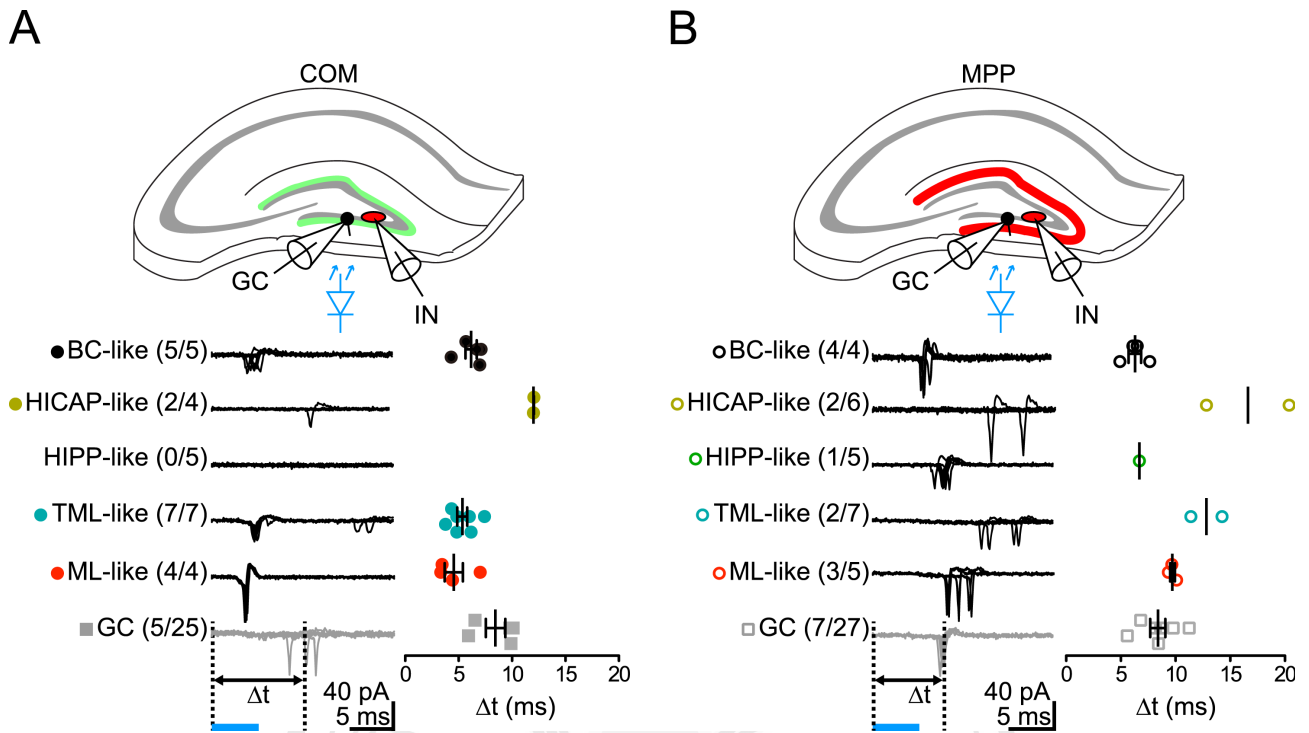 A
COM
GC
IN
BC-like (5/5)
HICAP-like (2/4)
HIPP-like (0/5)
TML-like (7/7)
ML-like (4/4)
GC (5/25)
Δt
40 pA
5 ms
0 5 10 15 20
Δt (ms)
B
MPP
GC
IN
BC-like (4/4)
HICAP-like (2/6)
HIPP-like (1/5)
TML-like (2/7)
ML-like (3/5)
GC (7/27)
Δt
40 pA
5 ms
0 5 10 15 20
Δt (ms)